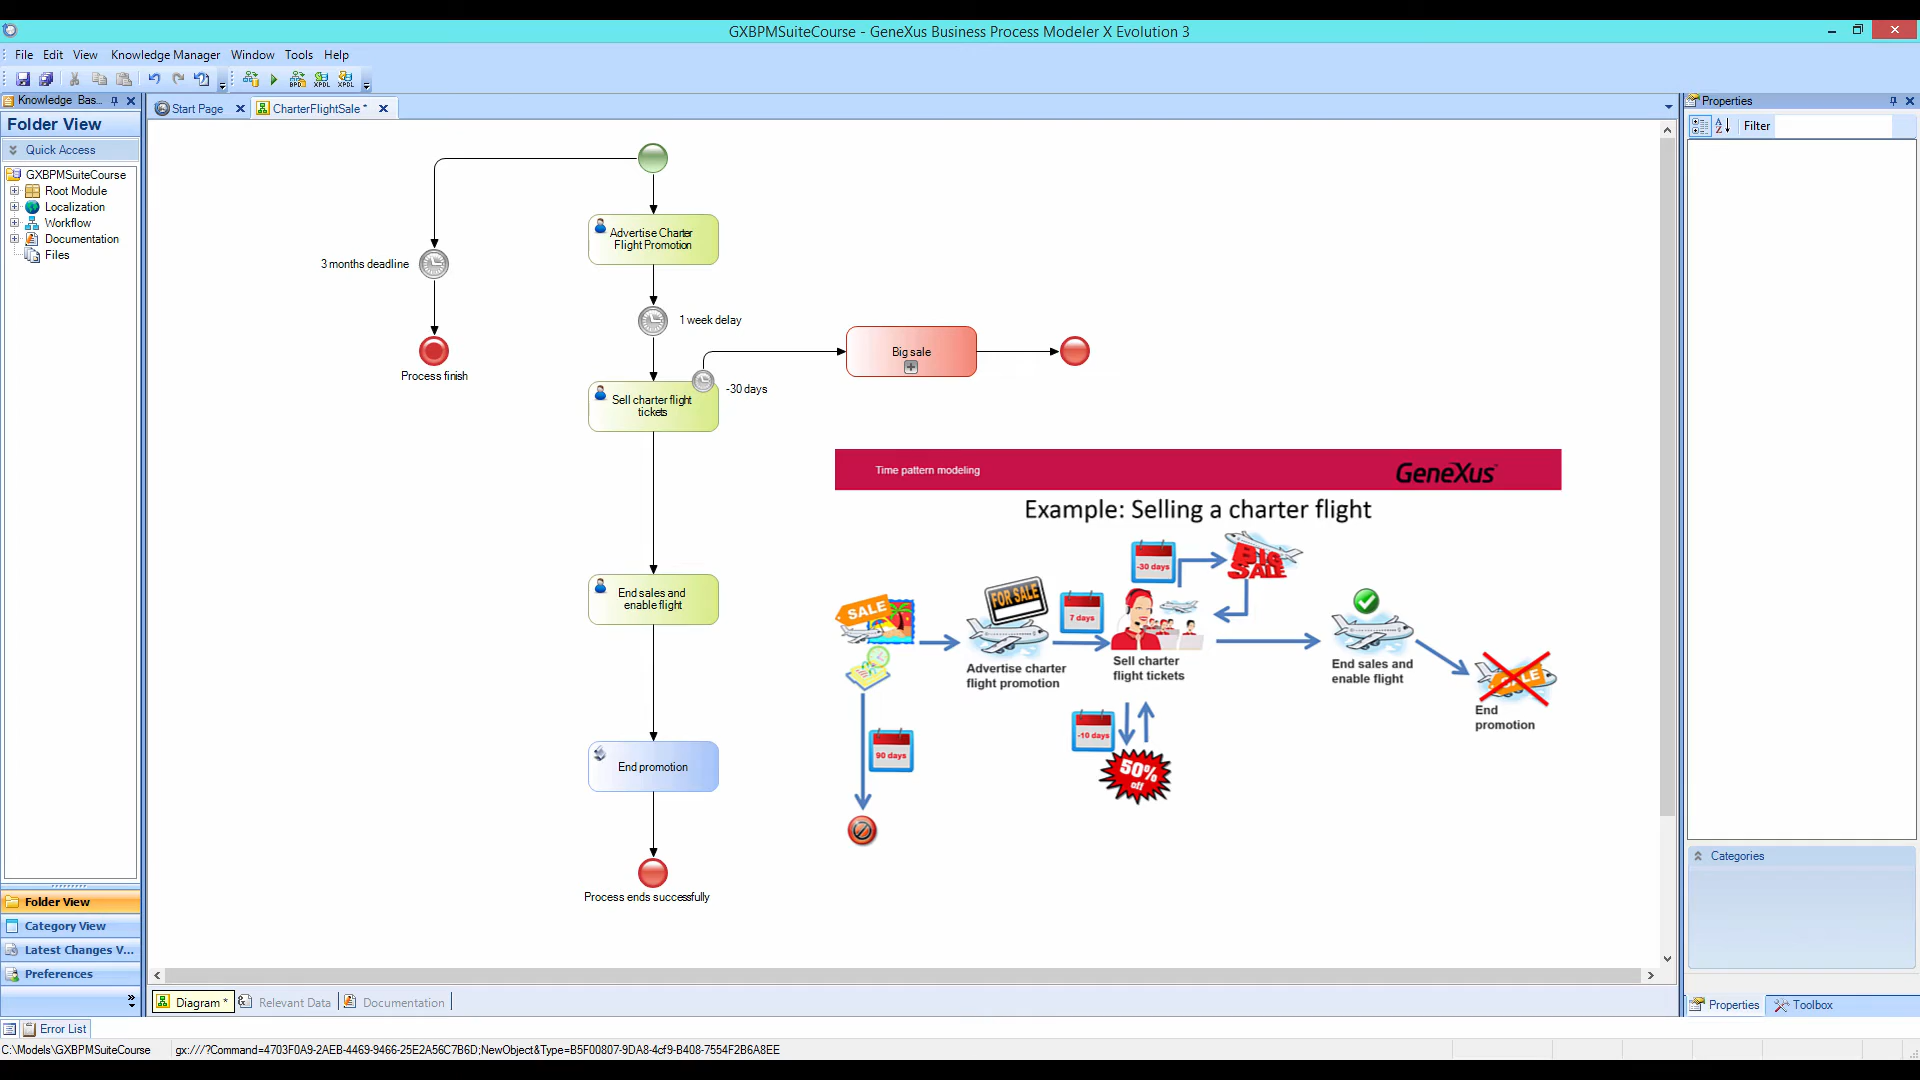 GXBPMSuiteCourse - GeneXus Business Process Modeler X Evolution 3
File Edit View Knowledge Manager Window Tools Help
Knowledge Bas...
Start Page
CharterFlightSale *
Properties
Folder View
Filter
Quick Access
GXBPMSuiteCourse
Root Module
Localization
Workflow
Documentation
Files
Advertise Charter
Flight Promotion
3 months deadline
1 week delay
Process finish
Big sale
-30 days
Sell charter flight
tickets
End sales and
enable flight
End promotion
Process ends successfully
Time pattern modeling
GeneXus
Example: Selling a charter flight
-30 days
BIG
SALE
SALE
FOR SALE
7 days
Advertise charter
flight promotion
Sell charter
flight tickets
End sales and
enable flight
SALE
End
promotion
90 days
-10 days
50%
off
Categories
Folder View
Category View
Latest Changes V...
Preferences
Diagram *
Relevant Data
Documentation
Properties
Toolbox
Error List
C:\Models\GXBPMSuiteCourse
gx:///?Command=4703F0A9-2AEB-4469-9466-25E2A56C7B6D;NewObject&Type=B5F00807-9DA8-4cf9-B408-7554F2B6A8EE